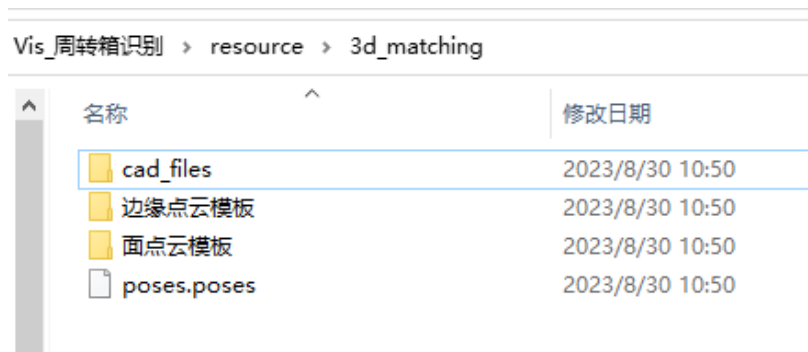 Vis_周转箱识别 > resource > 3d_matching
名称 修改日期
cad_files 2023/8/30 10:50
边缘点云模板 2023/8/30 10:50
面点云模板 2023/8/30 10:50
poses.poses 2023/8/30 10:50